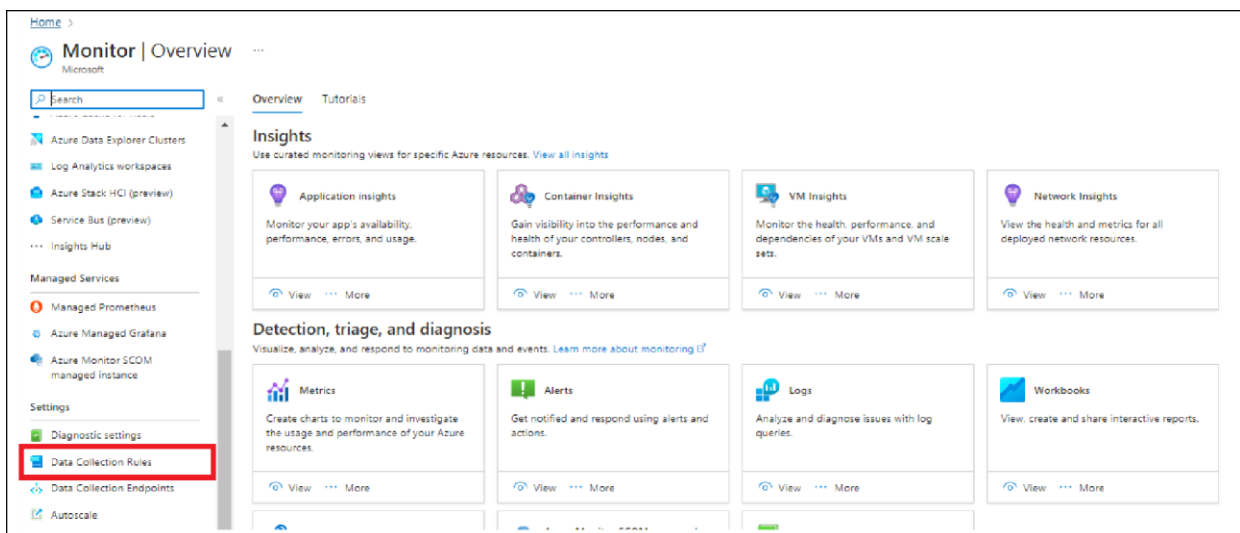 Home >
Monitor | Overview ...
Microsoft
Search
«
Overview Tutorials
Azure Data Explorer Clusters
Log Analytics workspaces
Azure Stack HCI (preview)
Service Bus (preview)
··· Insights Hub
Managed Services
Managed Prometheus
Azure Managed Grafana
Azure Monitor SCOM
managed instance
Settings
Diagnostic settings
Data Collection Rules
Data Collection Endpoints
Autoscale
Insights
Use curated monitoring views for specific Azure resources. View all insights
Application insights
Monitor your app's availability,
performance, errors, and usage.
View ··· More
Container Insights
Gain visibility into the performance and
health of your controllers, nodes, and
containers.
View ··· More
VM Insights
Monitor the health, performance, and
dependencies of your VMs and VM scale
sets.
View ··· More
Network Insights
View the health and metrics for all
deployed network resources.
View ··· More
Detection, triage, and diagnosis
Visualize, analyze, and respond to monitoring data and events. Learn more about monitoring
Metrics
Create charts to monitor and investigate
the usage and performance of your Azure
resources.
View ··· More
Alerts
Get notified and respond using alerts and
actions.
View ··· More
Logs
Analyze and diagnose issues with log
queries.
View ··· More
Workbooks
View, create and share interactive reports.
View ··· More